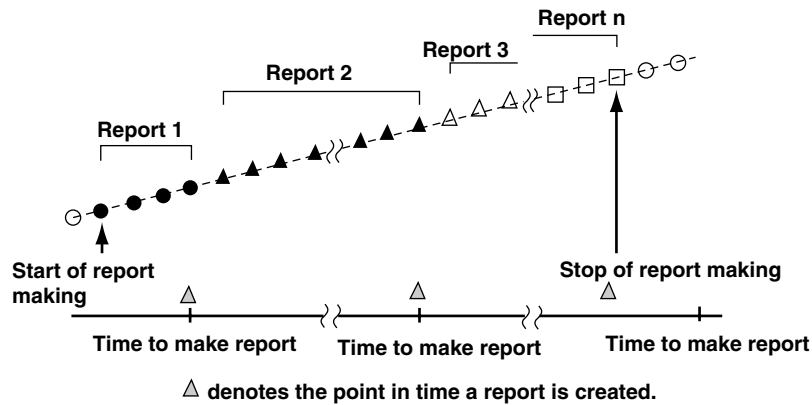 Report n
Report 3
Report 2
Report 1
Start of report
making
Stop of report making
Time to make report
Time to make report
Time to make report
denotes the point in time a report is created.